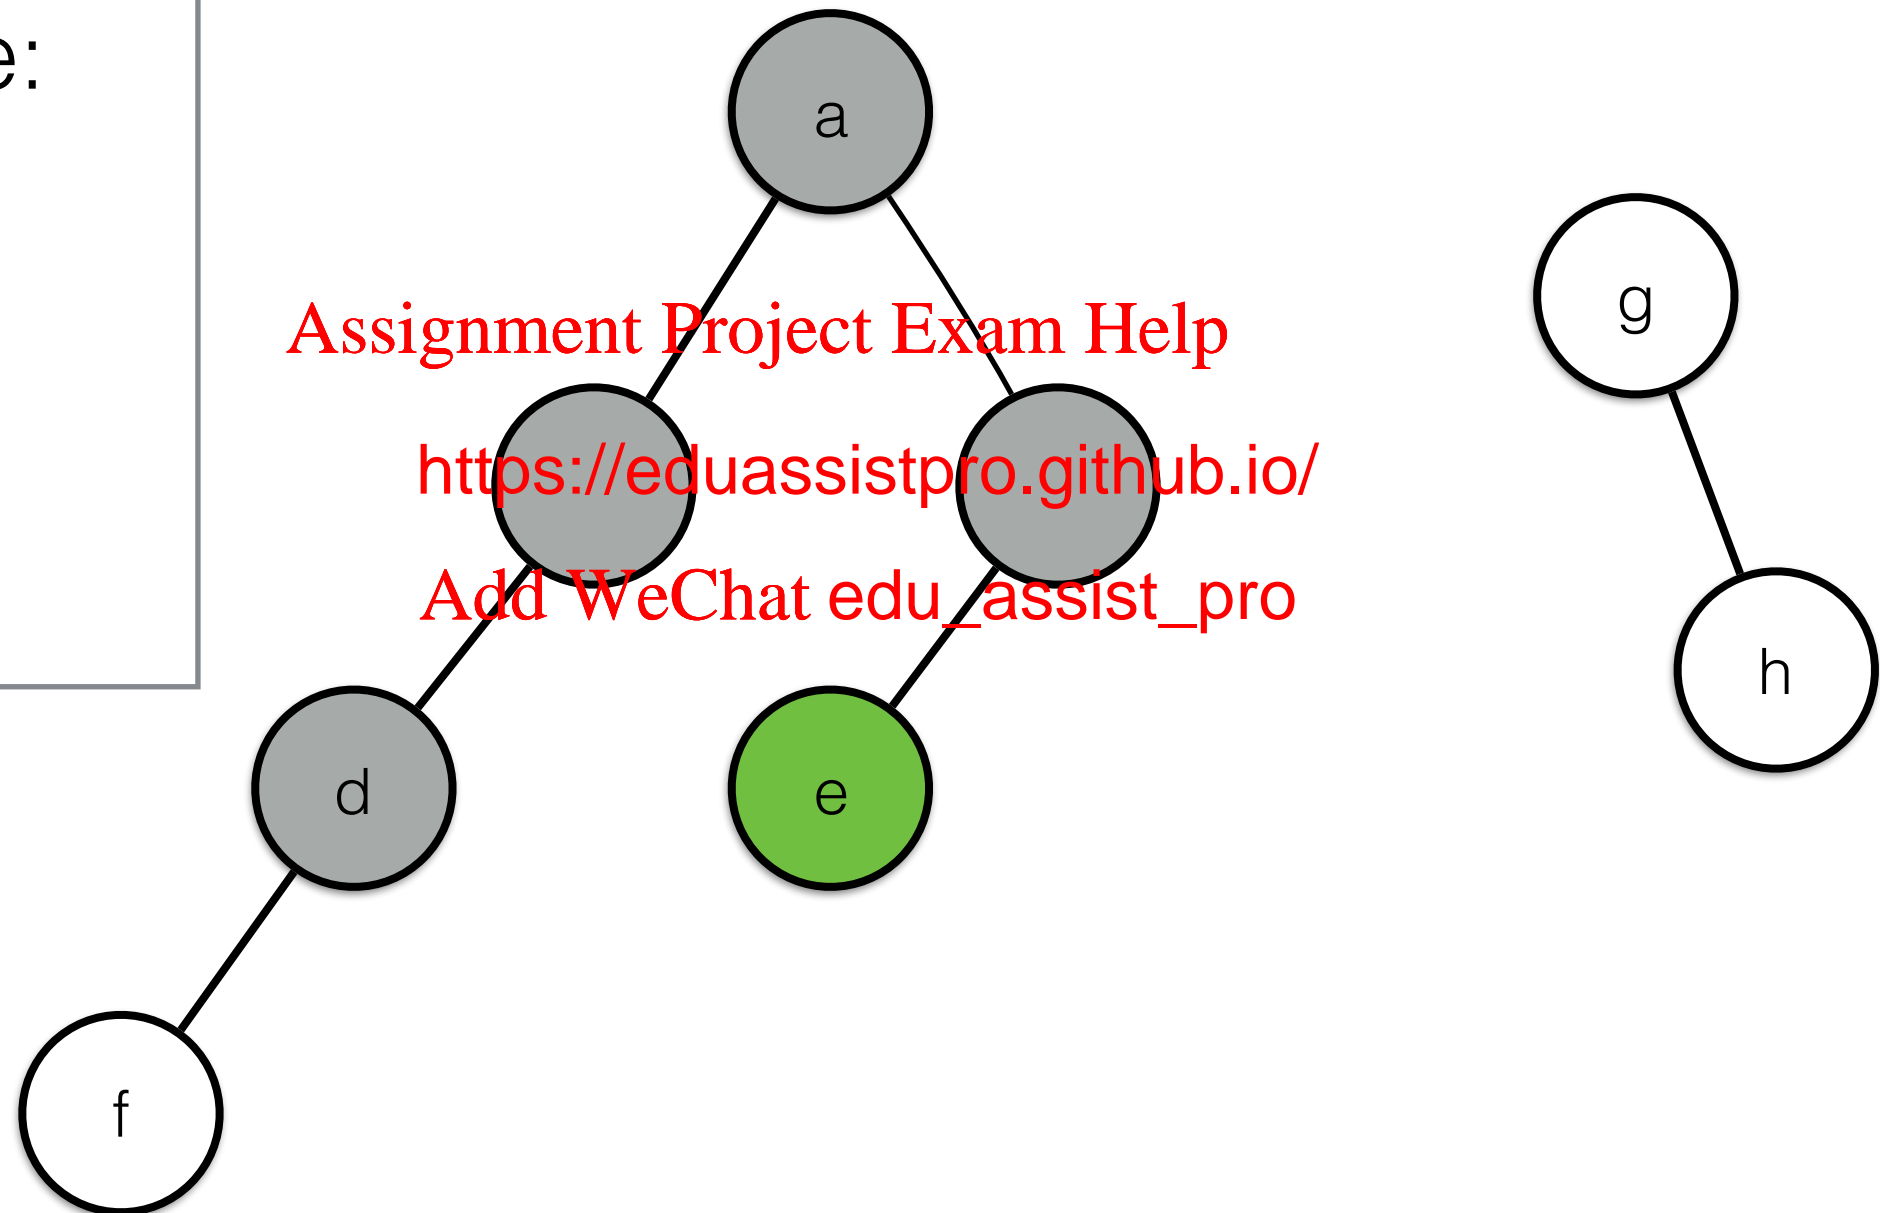 e:
a
g
Assignment Project Exam Help
https://eduassistpro.github.io/
Add WeChat edu_assist_pro
h
d
e
f